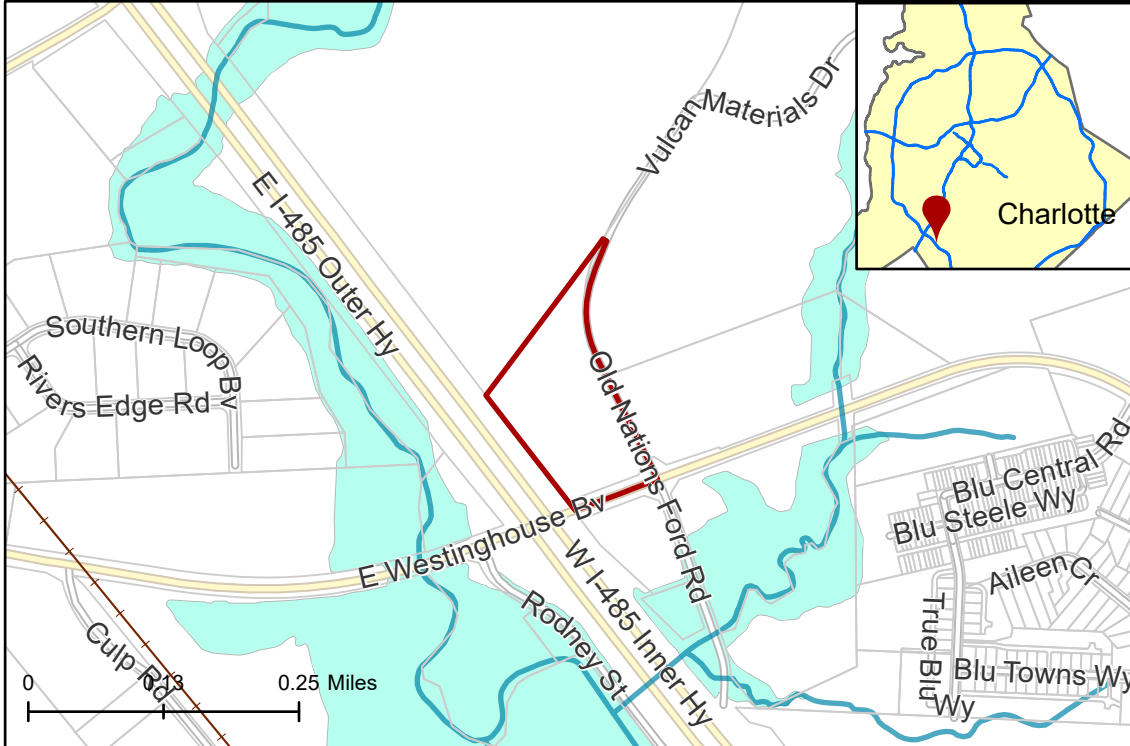 Vulcan Materials Dr
Charlotte
E I-485 Outer Hy
Southern Loop Bv
Rivers Edge Rd
Old Nations Ford Rd
E Westinghouse Bv
W I-485 Inner Hy
Blu Central Rd
Blu Steele Wy
Aileen Cr
True Blu Wy
Blu Towns Wy
Rodney St
Culp Rd
0 0.13 0.25 Miles